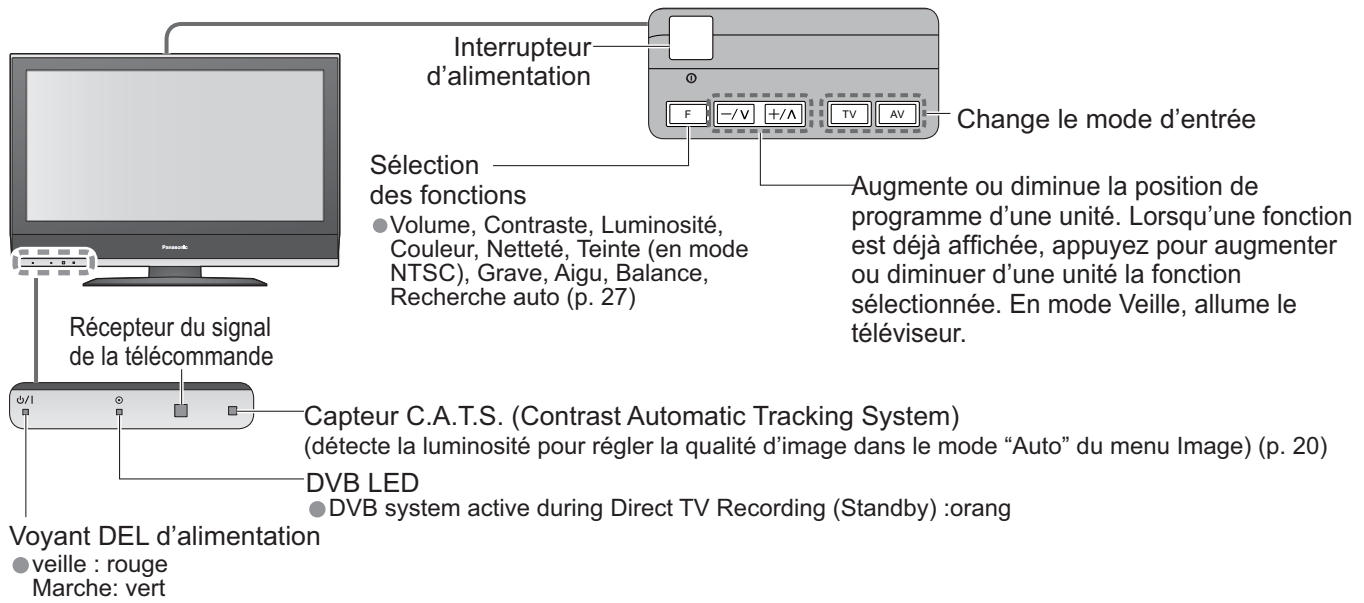 Interrupteur
d'alimentation
F
−/∨
+/∧
TV
AV
Change le mode d'entrée
Sélection
des fonctions
●Volume, Contraste, Luminosité,
Couleur, Netteté, Teinte (en mode
NTSC), Grave, Aigu, Balance,
Recherche auto (p. 27)
Augmente ou diminue la position de
programme d'une unité. Lorsqu'une fonction
est déjà affichée, appuyez pour augmenter
ou diminuer d'une unité la fonction
sélectionnée. En mode Veille, allume le
téléviseur.
Panasonic
Récepteur du signal
de la télécommande
⏻/I
Capteur C.A.T.S. (Contrast Automatic Tracking System)
(détecte la luminosité pour régler la qualité d'image dans le mode “Auto” du menu Image) (p. 20)
DVB LED
●DVB system active during Direct TV Recording (Standby) :orang
Voyant DEL d'alimentation
●veille : rouge
Marche: vert